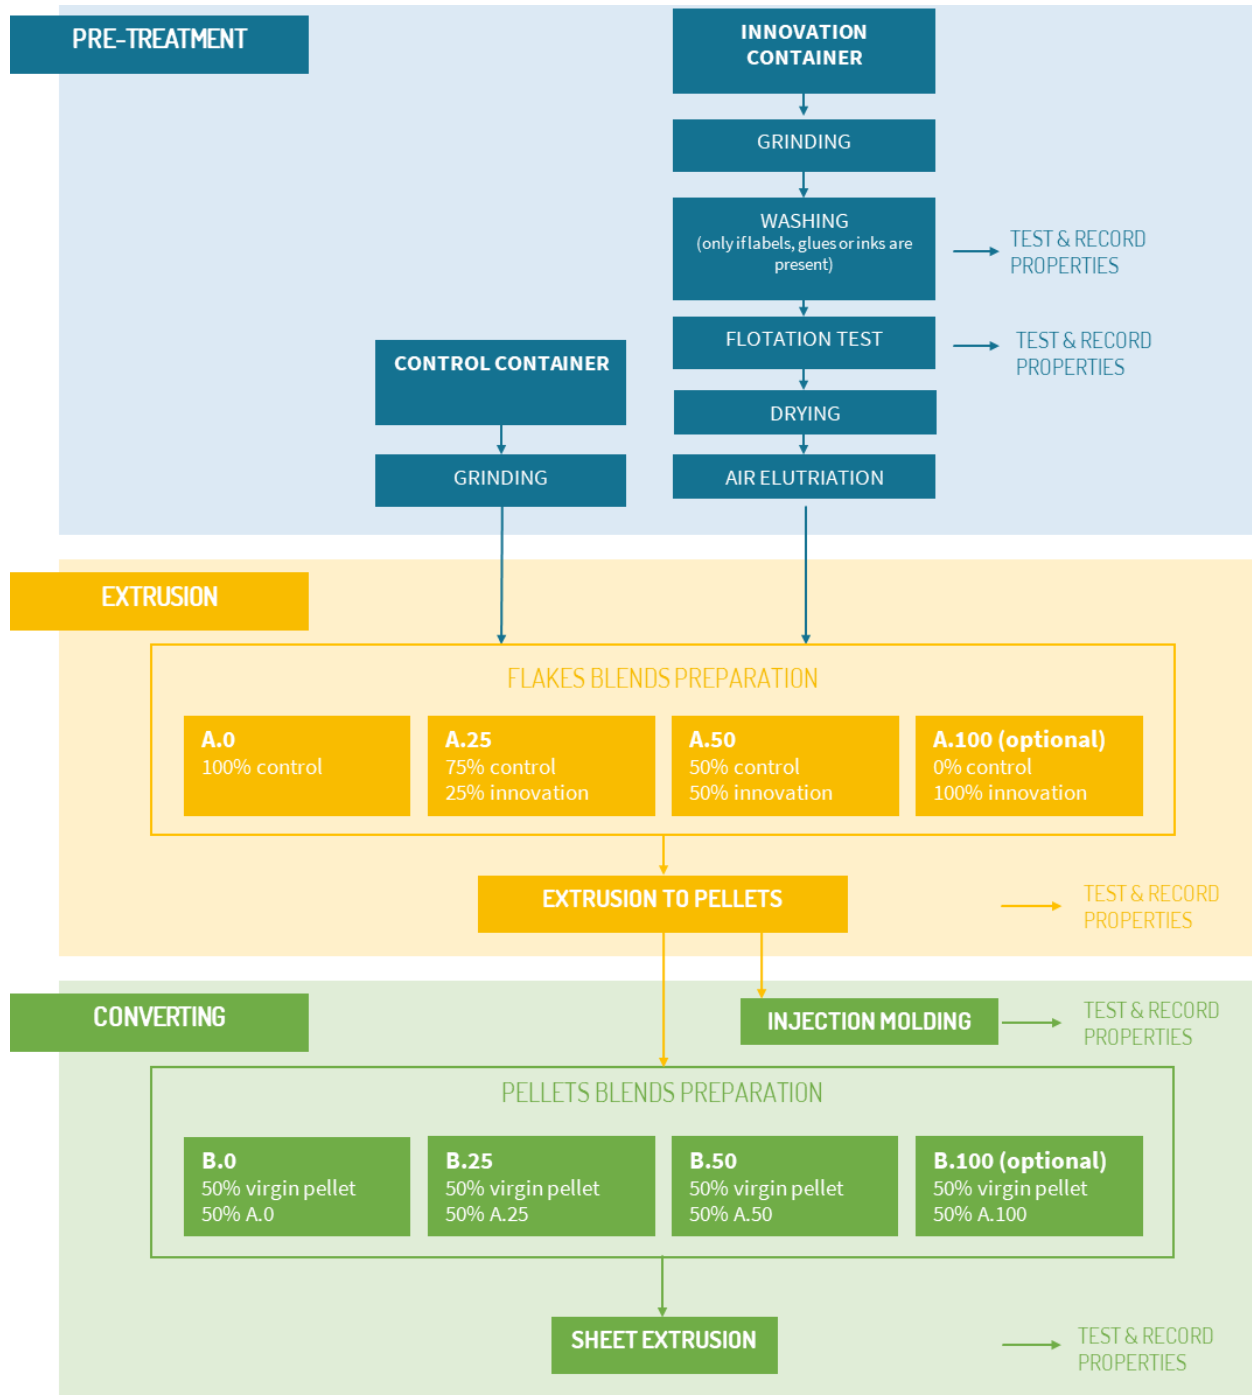 PRE-TREATMENT
INNOVATION
CONTAINER
GRINDING
WASHING
(only if labels, glues or inks are
present)
TEST & RECORD
PROPERTIES
FLOTATION TEST
TEST & RECORD
PROPERTIES
CONTROL CONTAINER
DRYING
GRINDING
AIR ELUTRIATION
EXTRUSION
FLAKES BLENDS PREPARATION
A.0
100% control
A.25
75% control
25% innovation
A.50
50% control
50% innovation
A.100 (optional)
0% control
100% innovation
EXTRUSION TO PELLETS
TEST & RECORD
PROPERTIES
CONVERTING
INJECTION MOLDING
TEST & RECORD
PROPERTIES
PELLETS BLENDS PREPARATION
B.0
50% virgin pellet
50% A.0
B.25
50% virgin pellet
50% A.25
B.50
50% virgin pellet
50% A.50
B.100 (optional)
50% virgin pellet
50% A.100
SHEET EXTRUSION
TEST & RECORD
PROPERTIES